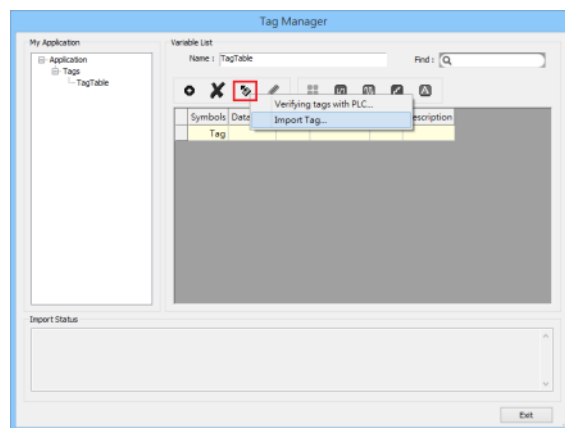 Tag Manager
My Application
Application
Tags
TagTable
Variable List
Name : TagTable
Find :
Verifying tags with PLC...
Import Tag...
Symbols Data escription
Tag
Import Status
Exit